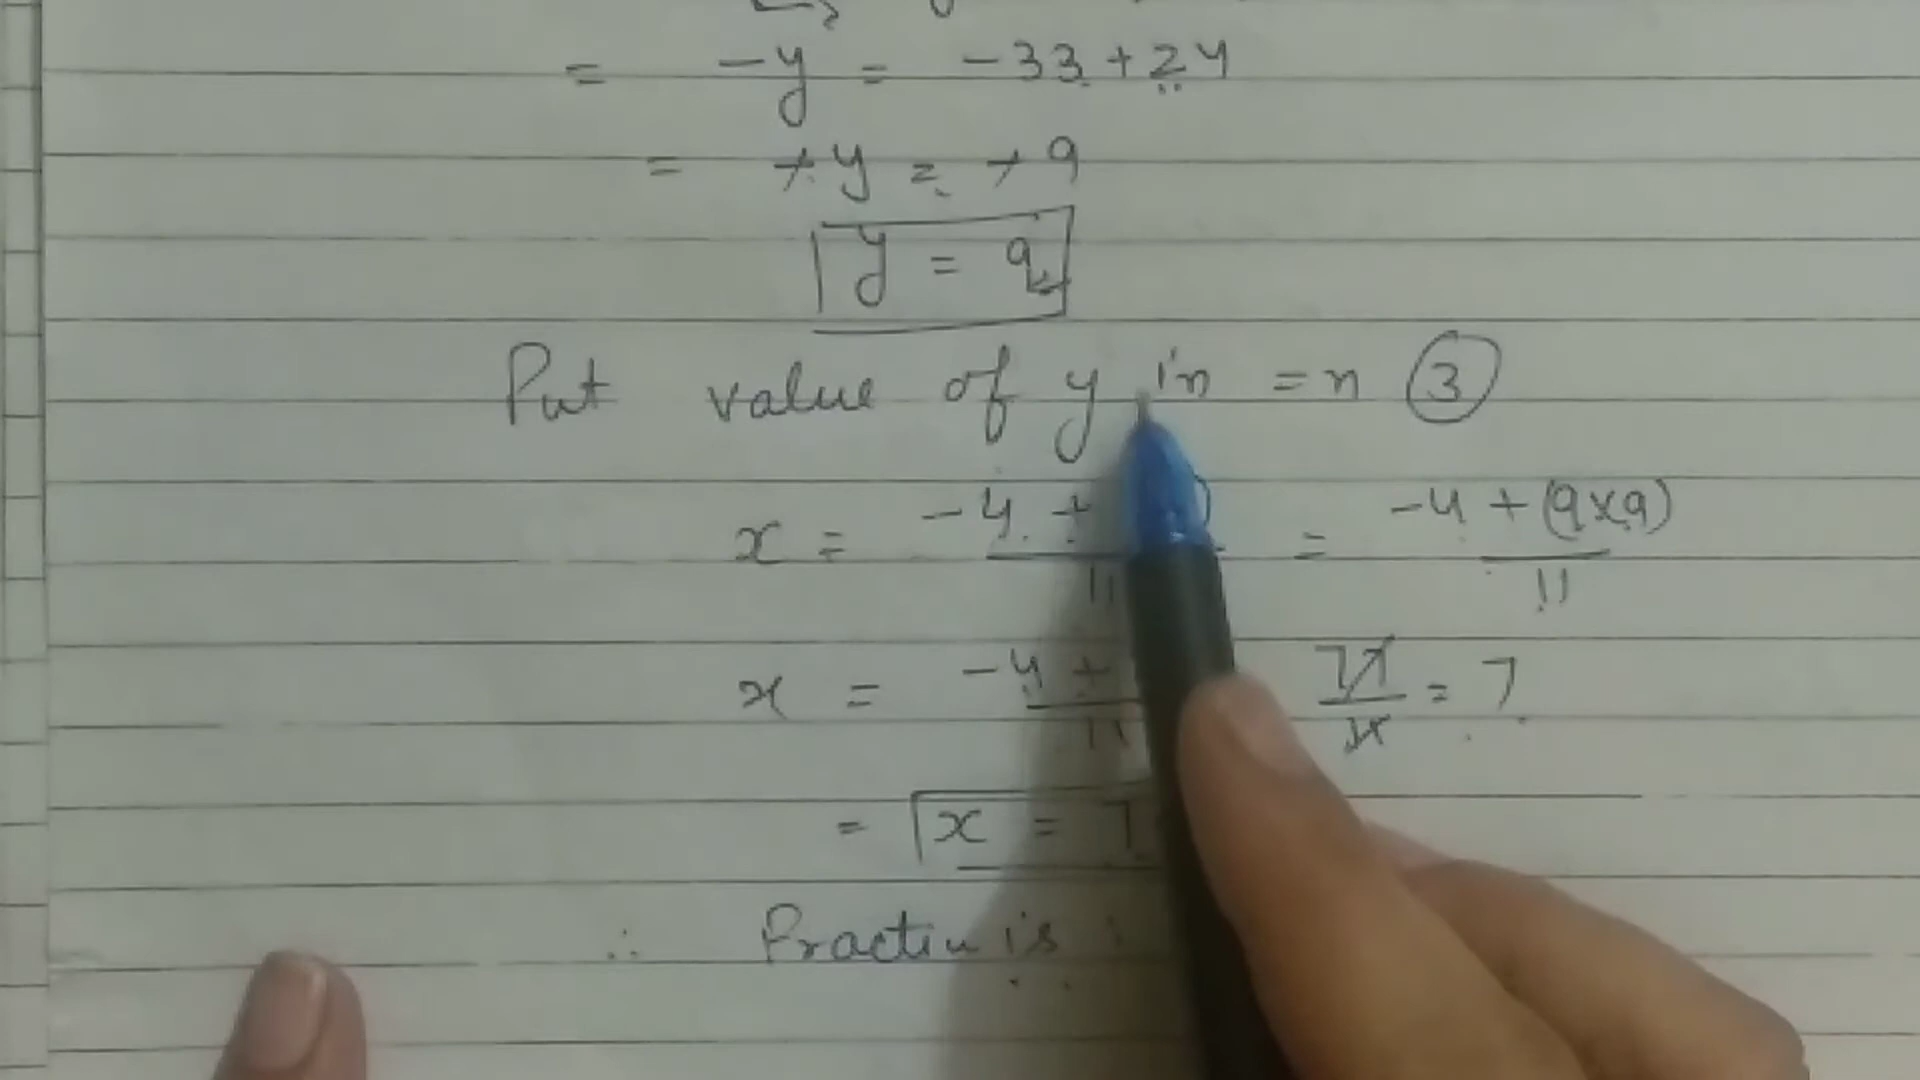 = -y = -33 + 24
= +y = +9
y = 9
Put value of y in =n ③
x = -4 + / 11 = -4 + (9x9) / 11
x = -4 + / 11 77 / 11 = 7
= x = 7
∴ is